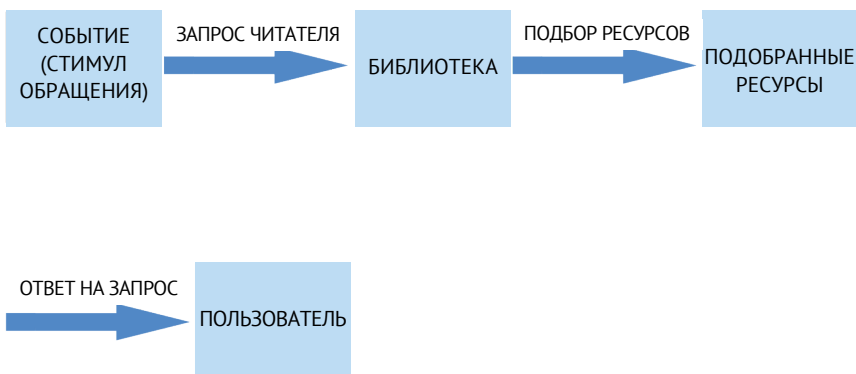 СОБЫТИЕ
(СТИМУЛ
ОБРАЩЕНИЯ)
ЗАПРОС ЧИТАТЕЛЯ
БИБЛИОТЕКА
ПОДБОР РЕСУРСОВ
ПОДОБРАННЫЕ
РЕСУРСЫ
ОТВЕТ НА ЗАПРОС
ПОЛЬЗОВАТЕЛЬ